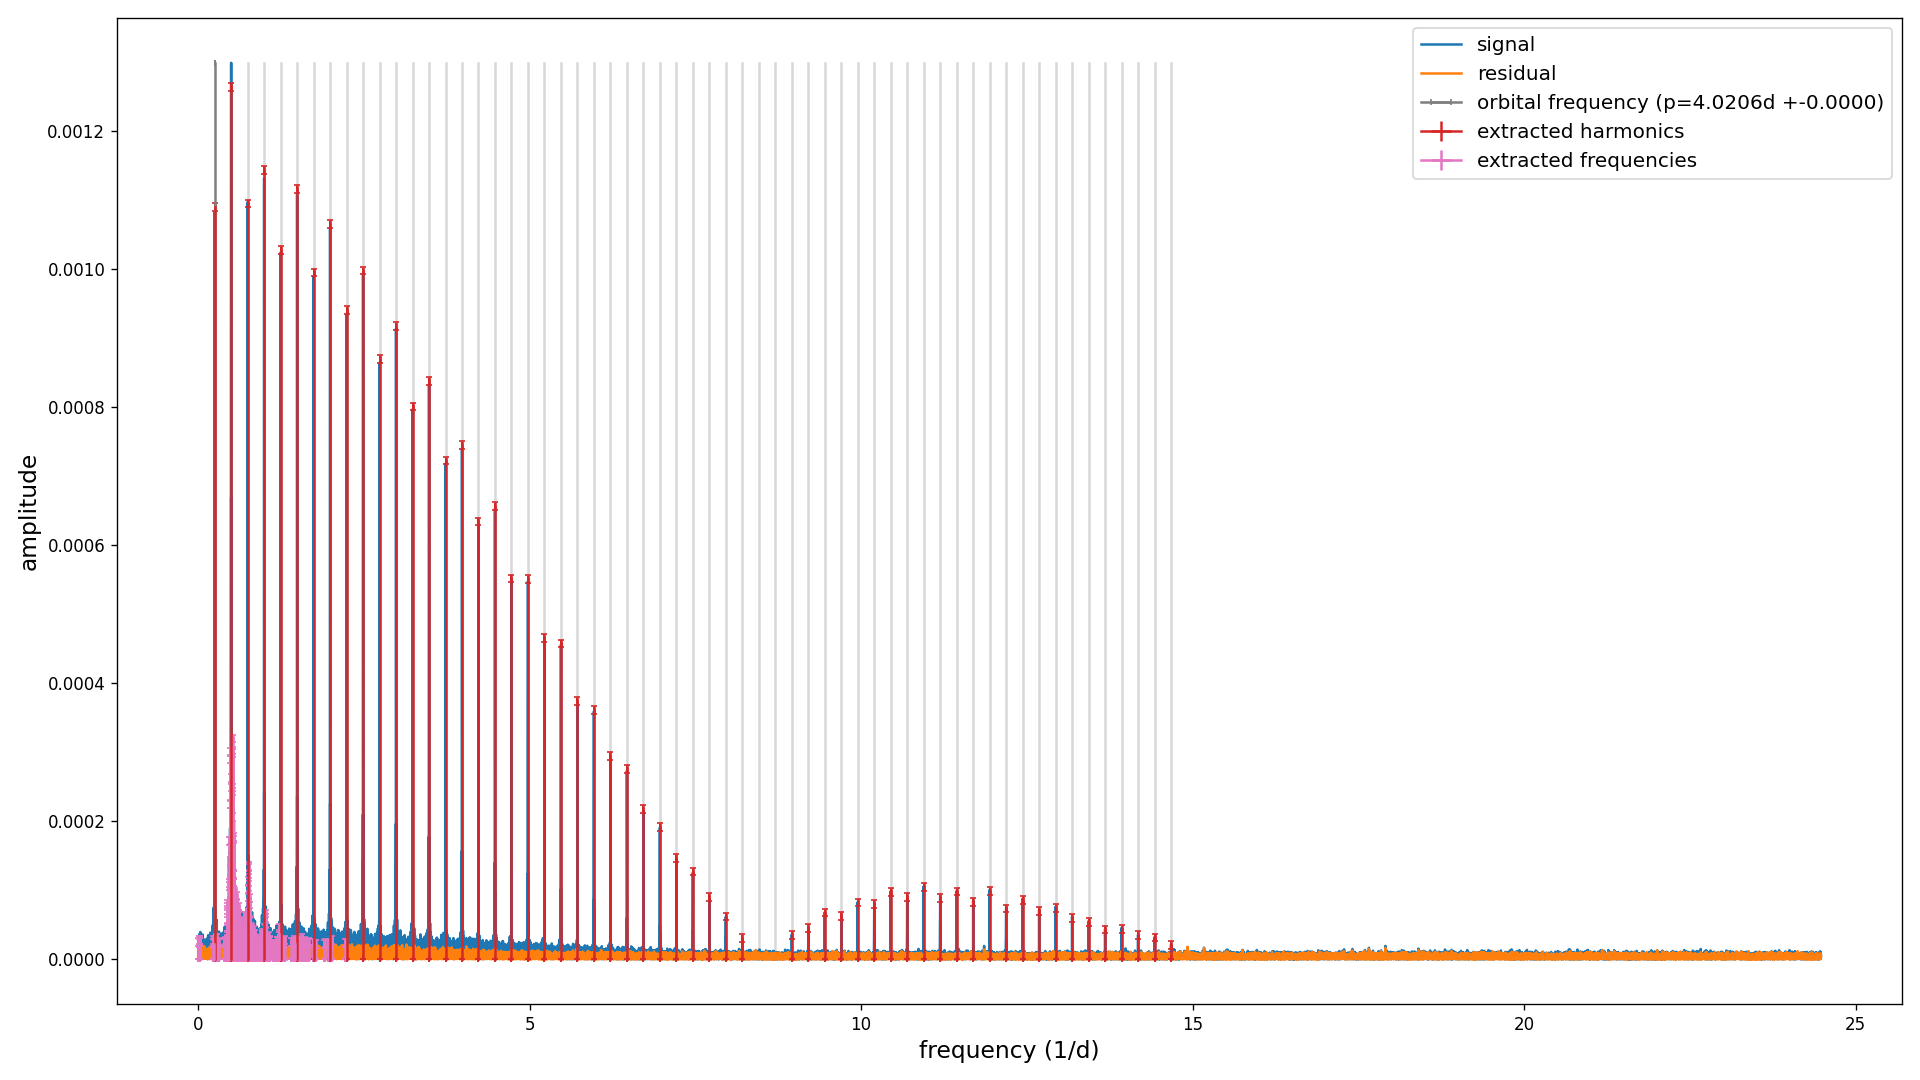 signal
residual
orbital frequency (p=4.0206d +-0.0000)
extracted harmonics
extracted frequencies
amplitude
0.0012
0.0010
0.0008
0.0006
0.0004
0.0002
0.0000
0 5 10 15 20 25
frequency (1/d)